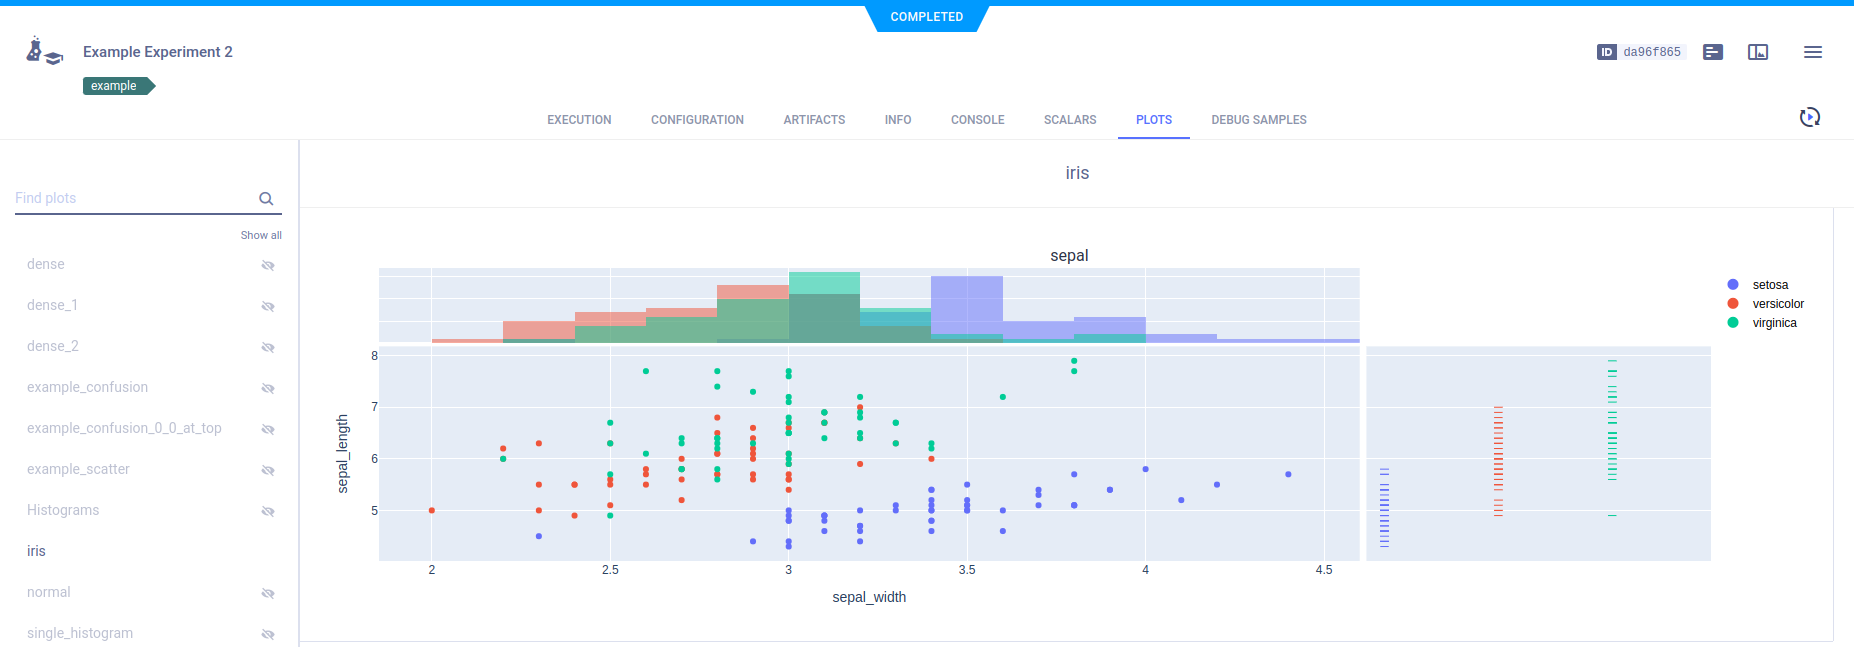 COMPLETED
Example Experiment 2
ID da96f865
example
EXECUTION CONFIGURATION ARTIFACTS INFO CONSOLE SCALARS PLOTS DEBUG SAMPLES
iris
Find plots
Show all
dense
dense_1
dense_2
example_confusion
example_confusion_0_0_at_top
example_scatter
Histograms
iris
normal
single_histogram
sepal
setosa
versicolor
virginica
8
7
6
5
sepal_length
2 2.5 3 3.5 4 4.5
sepal_width